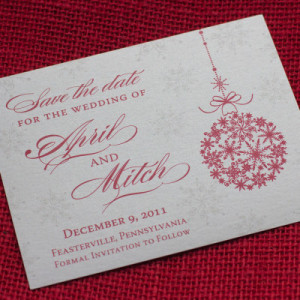 Save the date
FOR THE WEDDING OF
April
AND
Mitch
DECEMBER 9, 2011
FEASTERVILLE, PENNSYLVANIA
FORMAL INVITATION TO FOLLOW